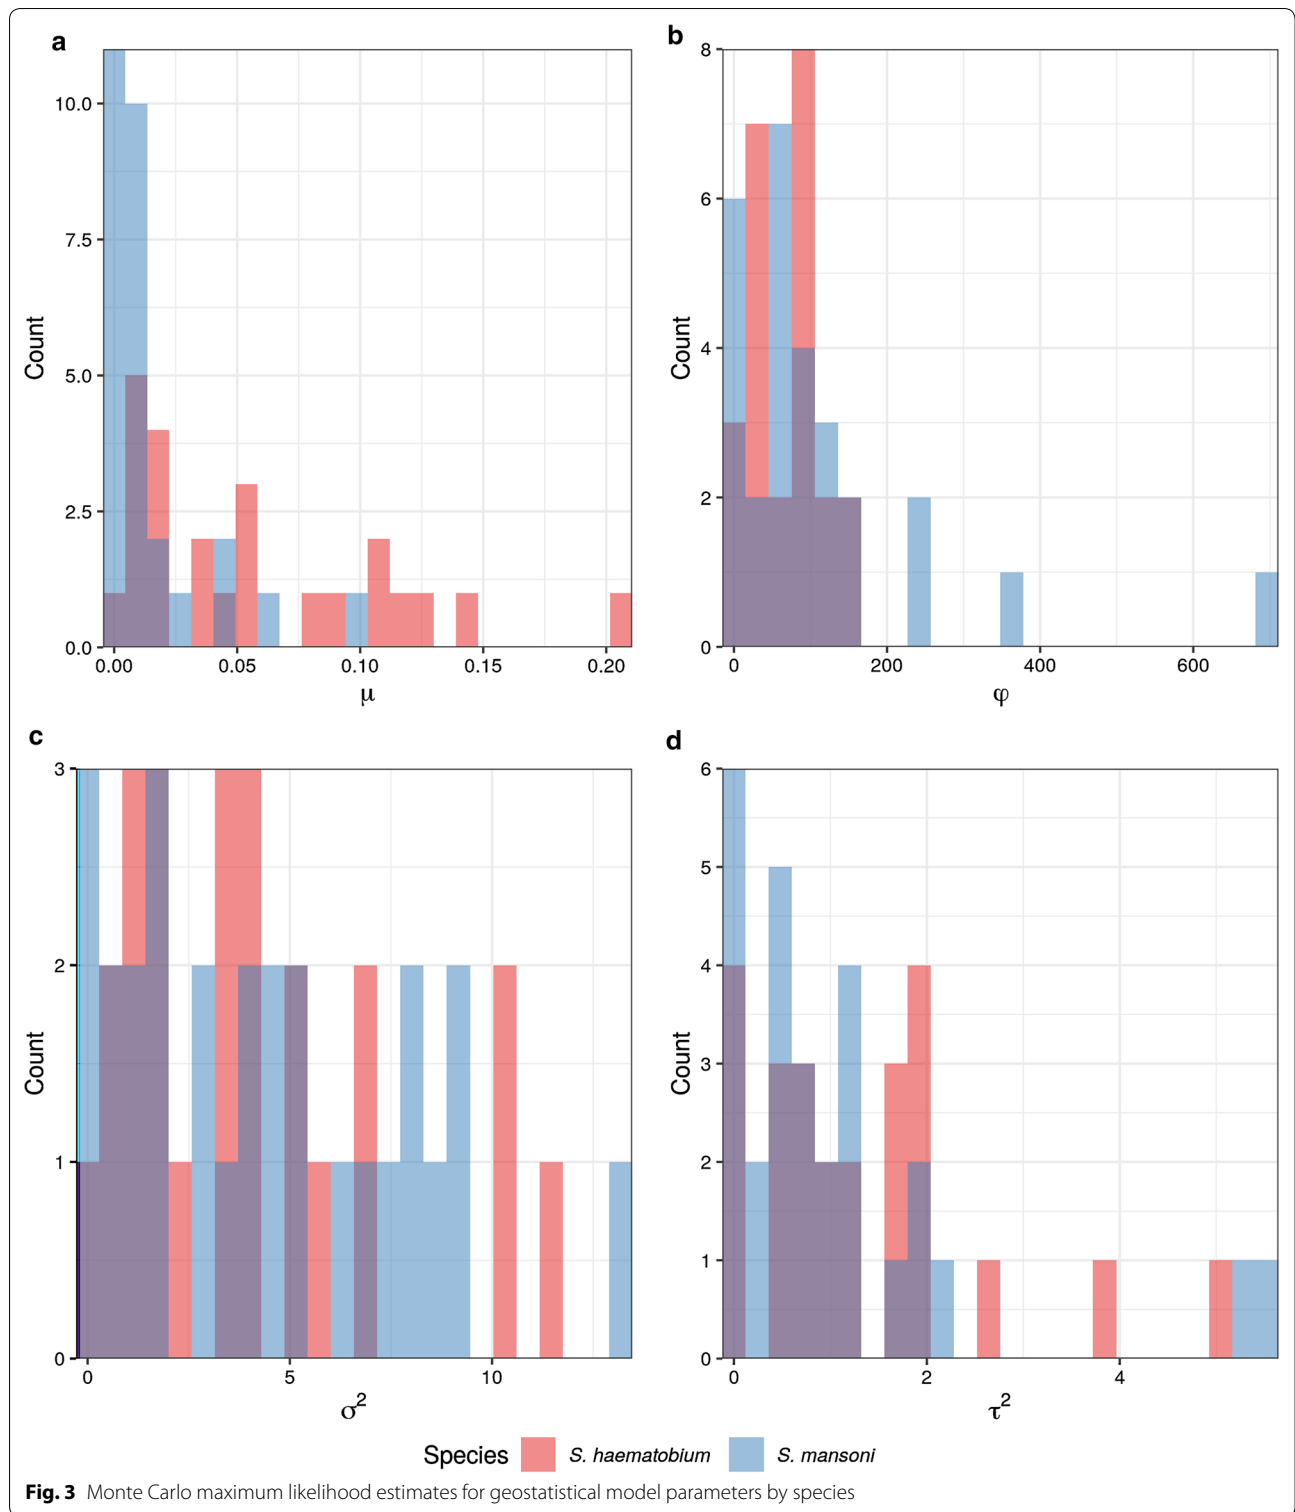 a
10.0
7.5
5.0
2.5
0.0
Count
0.00 0.05 0.10 0.15 0.20
μ
b
8
6
4
2
0
Count
0 200 400 600
φ
c
3
2
1
0
Count
0 5 10
σ²
d
6
5
4
3
2
1
0
Count
0 2 4
τ²
Species S. haematobium S. mansoni
Fig. 3 Monte Carlo maximum likelihood estimates for geostatistical model parameters by species